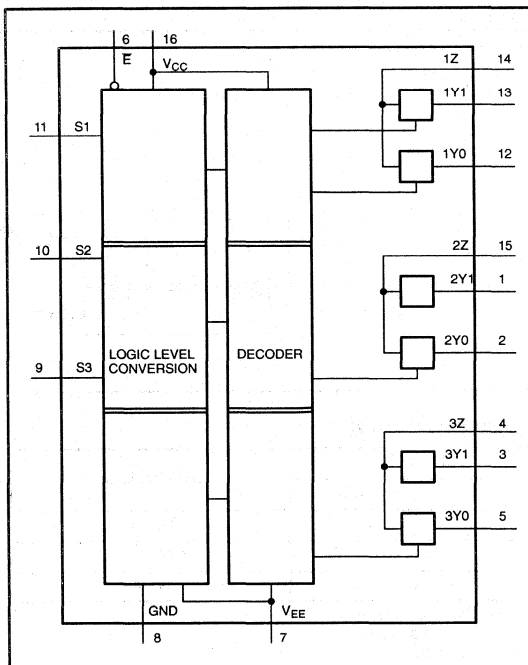 6 16
E̅ VCC
1Z 14
1Y1 13
11 S1
1Y0 12
10 S2
2Z 15
2Y1 1
2Y0 2
LOGIC LEVEL DECODER
CONVERSION
9 S3
3Z 4
3Y1 3
3Y0 5
GND VEE
8 7